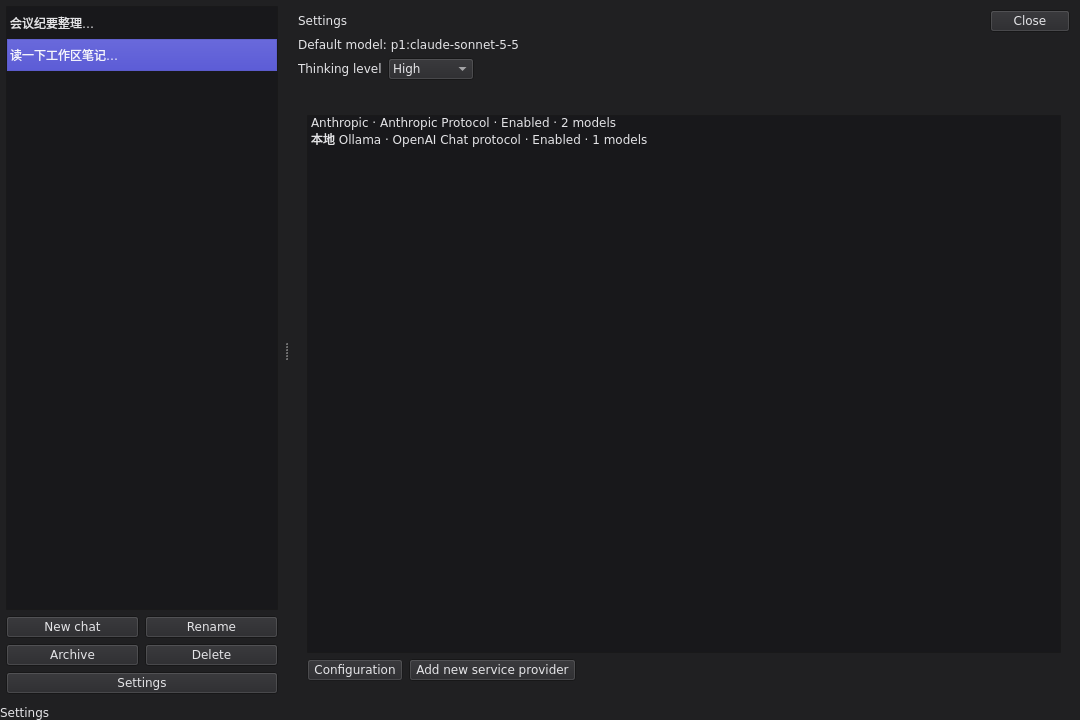 会议纪要整理...
读一下工作区笔记...
New chat
Rename
Archive
Delete
Settings
Settings
Settings
Close
Default model: p1:claude-sonnet-5-5
Thinking level High
Anthropic · Anthropic Protocol · Enabled · 2 models
本地 Ollama · OpenAI Chat protocol · Enabled · 1 models
Configuration
Add new service provider